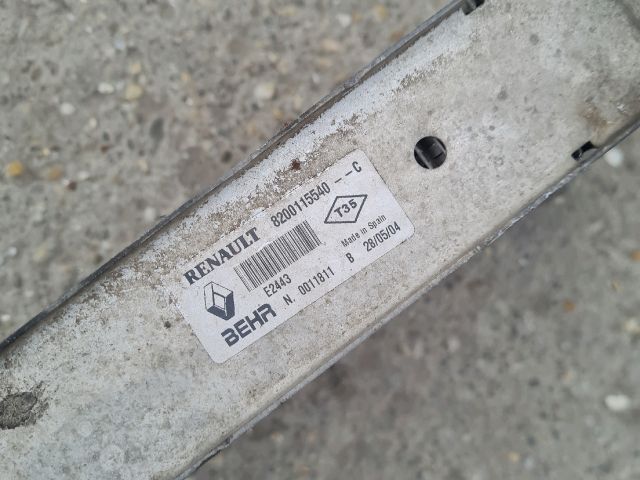 RENAULT 8200115540 --C
T35
E2443 Made in Spain
BEHR N. 0011811 B 28/05/04